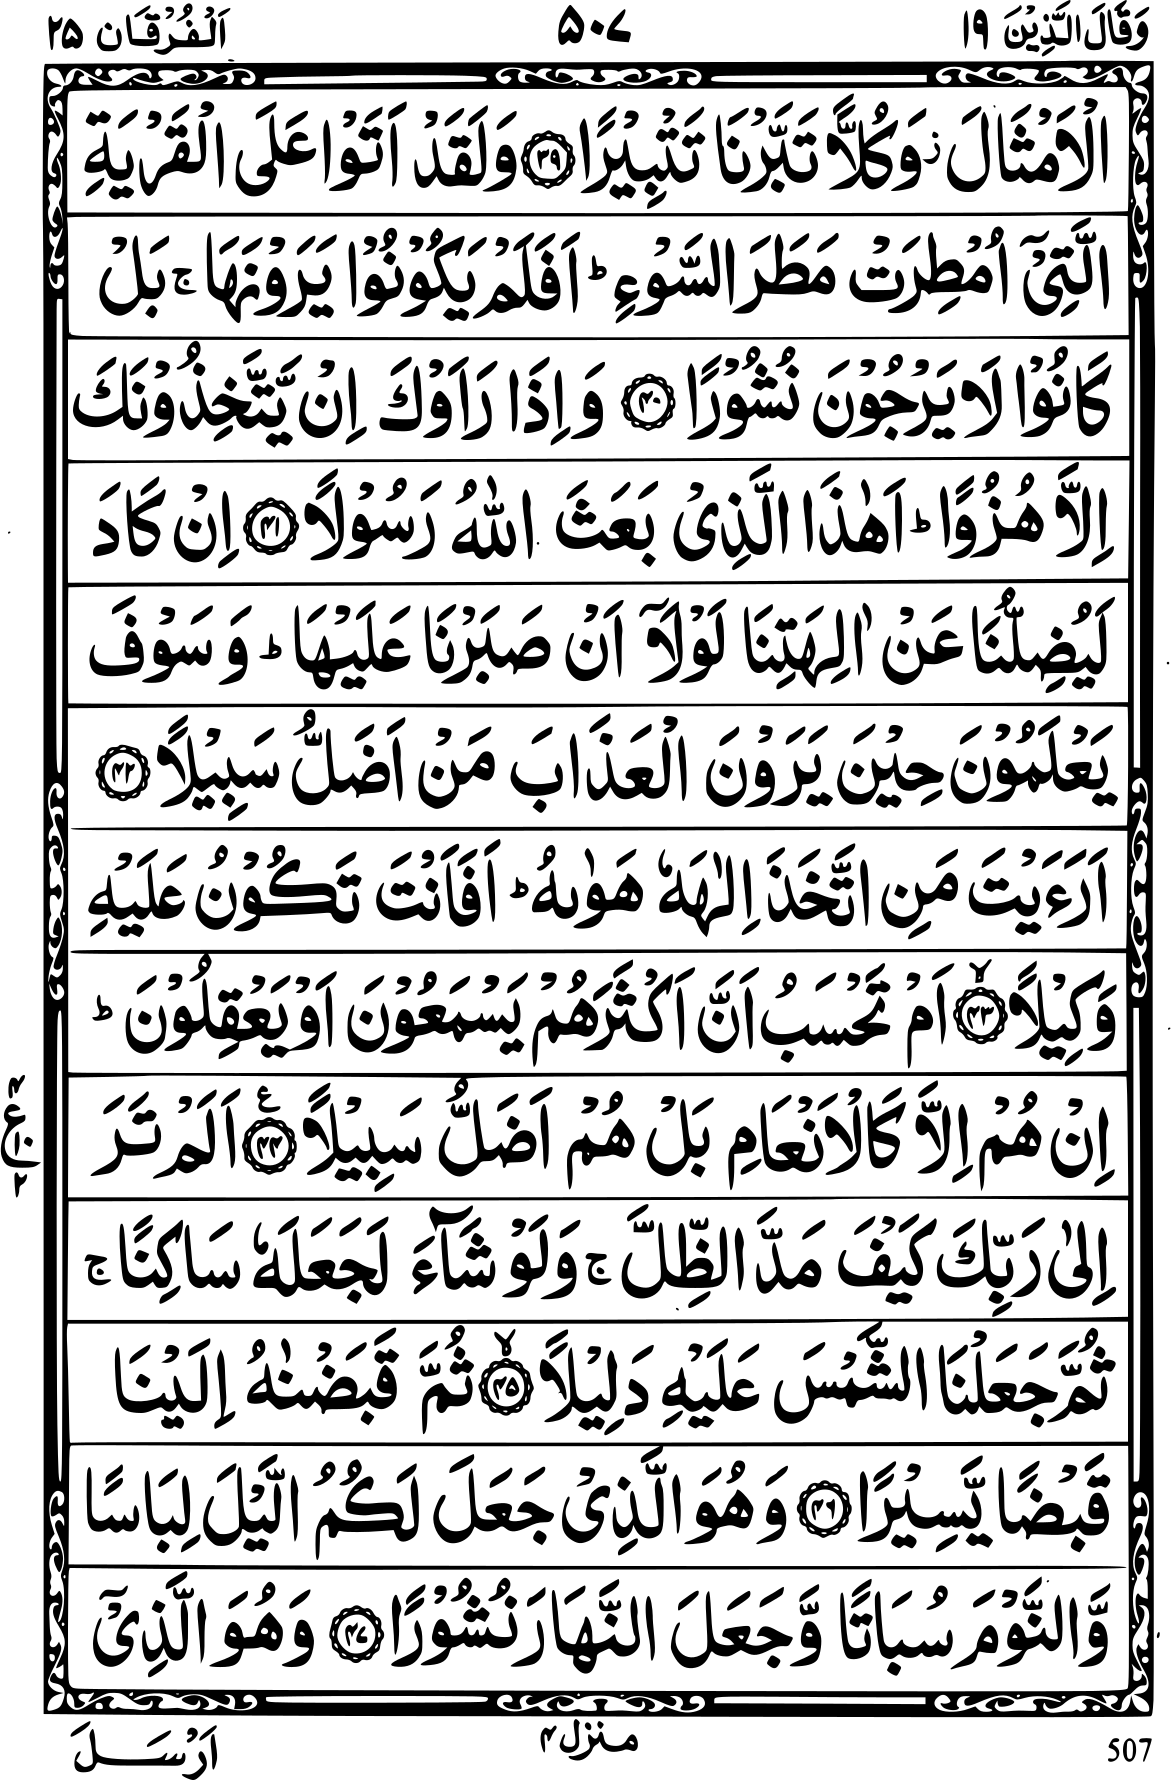 وَقَالَ الَّذِيْنَ ١٩ ٥٠٧ اَلْفُرْقَان ٢٥
الْاَمْثَالَ ز وَكُلًّا تَبَّرْنَا تَتْبِيْرًا ﴿٣٩﴾ وَلَقَدْ اَتَوْا عَلَى الْقَرْيَةِ
الَّتِىْٓ اُمْطِرَتْ مَطَرَ السَّوْءِ ؕ اَفَلَمْ يَكُوْنُوْا يَرَوْنَهَا ج بَلْ
كَانُوْا لَا يَرْجُوْنَ نُشُوْرًا ﴿٤٠﴾ وَاِذَا رَاَوْكَ اِنْ يَّتَّخِذُوْنَكَ
اِلَّا هُزُوًا ؕ اَهٰذَا الَّذِىْ بَعَثَ اللّٰهُ رَسُوْلًا ﴿٤١﴾ اِنْ كَادَ
لَيُضِلُّنَا عَنْ اٰلِهَتِنَا لَوْلَاۤ اَنْ صَبَرْنَا عَلَيْهَا ؕ وَسَوْفَ
يَعْلَمُوْنَ حِيْنَ يَرَوْنَ الْعَذَابَ مَنْ اَضَلُّ سَبِيْلًا ﴿٤٢﴾
اَرَءَيْتَ مَنِ اتَّخَذَ اِلٰهَهٗ هَوٰىهُ ؕ اَفَاَنْتَ تَكُوْنُ عَلَيْهِ
وَكِيْلًا ﴿٤٣﴾ لا اَمْ تَحْسَبُ اَنَّ اَكْثَرَهُمْ يَسْمَعُوْنَ اَوْ يَعْقِلُوْنَ ؕ
اِنْ هُمْ اِلَّا كَالْاَنْعَامِ بَلْ هُمْ اَضَلُّ سَبِيْلًا ﴿٤٤﴾ ع اَلَمْ تَرَ
٤ ع ١٠ ٢
اِلٰى رَبِّكَ كَيْفَ مَدَّ الظِّلَّ ج وَلَوْ شَآءَ لَجَعَلَهٗ سَاكِنًا ج
ثُمَّ جَعَلْنَا الشَّمْسَ عَلَيْهِ دَلِيْلًا ﴿٤٥﴾ لا ثُمَّ قَبَضْنٰهُ اِلَيْنَا
قَبْضًا يَّسِيْرًا ﴿٤٦﴾ وَهُوَ الَّذِىْ جَعَلَ لَكُمُ الَّيْلَ لِبَاسًا
وَّالنَّوْمَ سُبَاتًا وَّجَعَلَ النَّهَارَ نُشُوْرًا ﴿٤٧﴾ وَهُوَ الَّذِىْٓ
507 منزل ٤ اَرْسَلَ